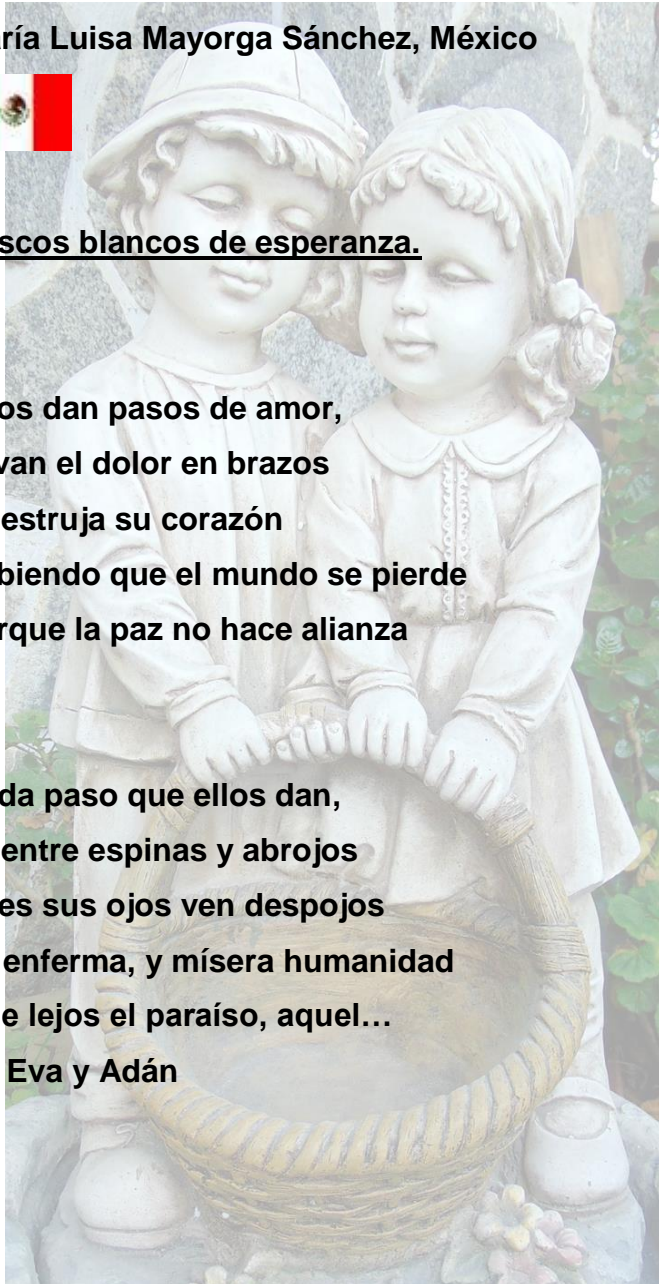 ría Luisa Mayorga Sánchez, México
scos blancos de esperanza.
os dan pasos de amor,
van el dolor en brazos
estruja su corazón
biendo que el mundo se pierde
rque la paz no hace alianza
da paso que ellos dan,
entre espinas y abrojos
es sus ojos ven despojos
enferma, y mísera humanidad
e lejos el paraíso, aquel…
Eva y Adán